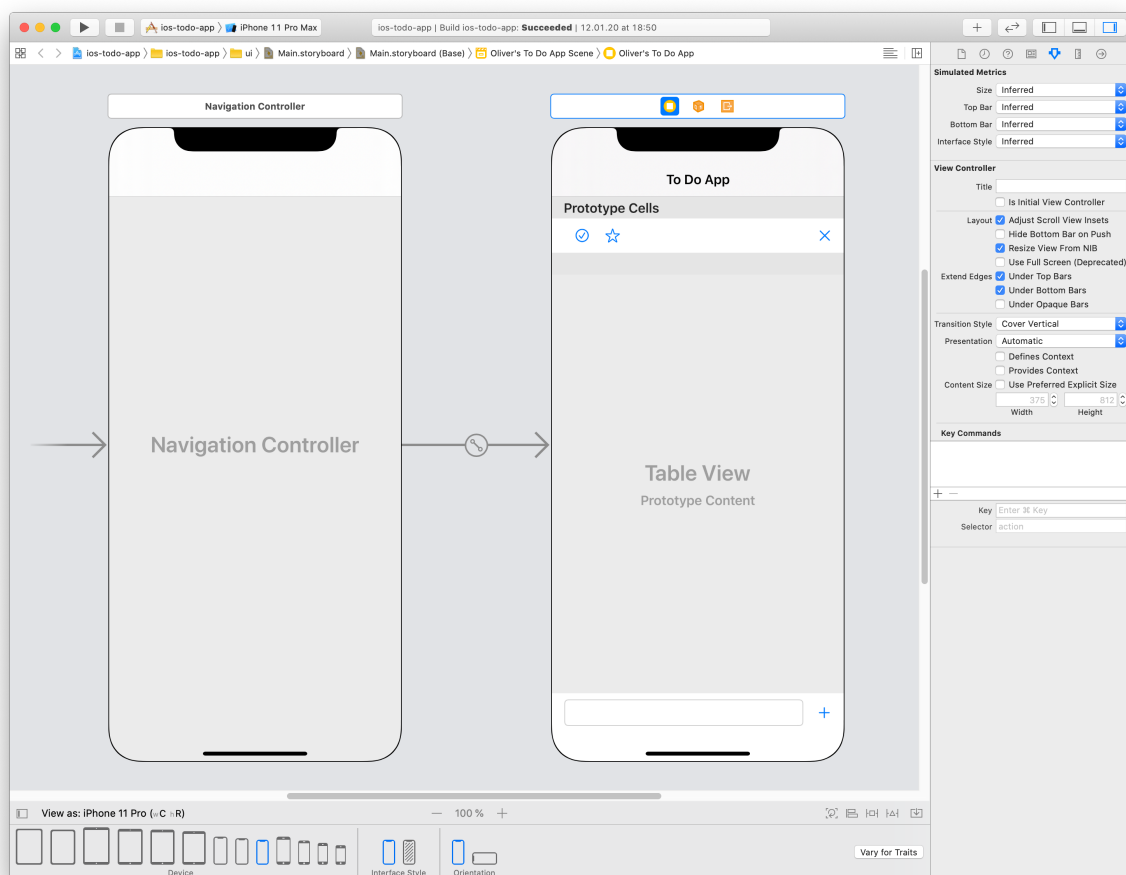 ios-todo-app iPhone 11 Pro Max
ios-todo-app | Build ios-todo-app: Succeeded | 12.01.20 at 18:50
ios-todo-app ios-todo-app ui Main.storyboard Main.storyboard (Base) Oliver's To Do App Scene Oliver's To Do App
Navigation Controller
Navigation Controller
To Do App
Prototype Cells
Table View
Prototype Content
Simulated Metrics
Size Inferred
Top Bar Inferred
Bottom Bar Inferred
Interface Style Inferred
View Controller
Title
Is Initial View Controller
Layout Adjust Scroll View Insets
Hide Bottom Bar on Push
Resize View From NIB
Use Full Screen (Deprecated)
Extend Edges Under Top Bars
Under Bottom Bars
Under Opaque Bars
Transition Style Cover Vertical
Presentation Automatic
Defines Context
Provides Context
Content Size Use Preferred Explicit Size
375 812
Width Height
Key Commands
Key Enter ⌘ Key
Selector action
View as: iPhone 11 Pro (wC hR)
100 %
Device
Interface Style
Orientation
Vary for Traits